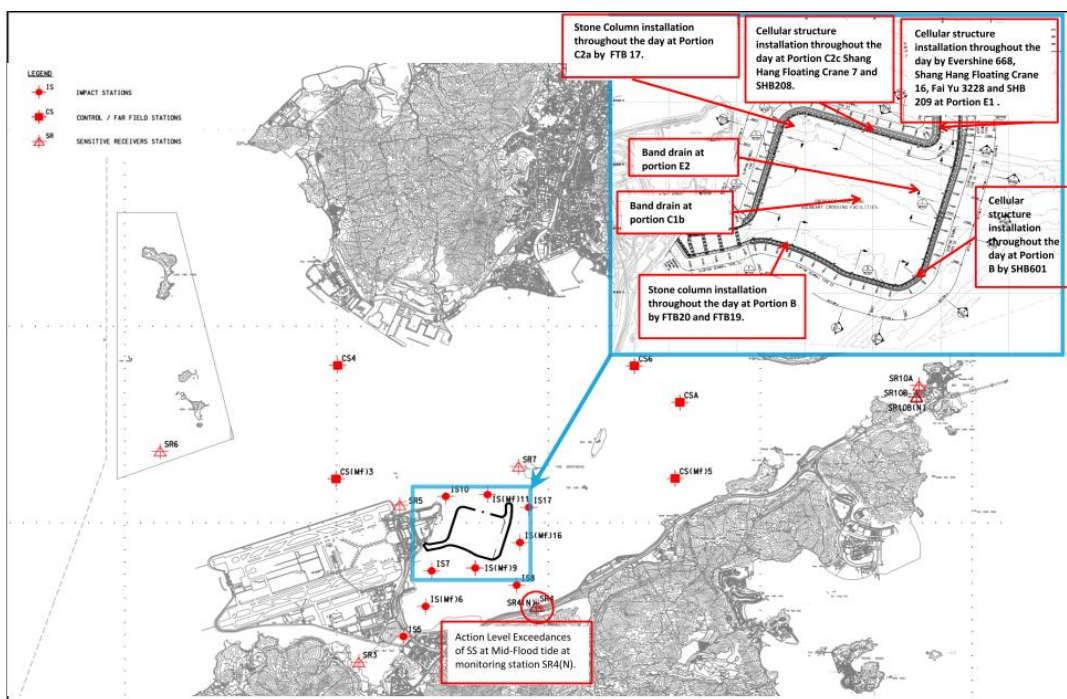 LEGEND
IS IMPACT STATIONS
CS CONTROL / FAR FIELD STATIONS
SR SENSITIVE RECEIVERS STATIONS
Stone Column installation
throughout the day at Portion
C2a by FTB 17.
Cellular structure
installation throughout the
day at Portion C2c Shang
Hang Floating Crane 7 and
SHB208.
Cellular structure
installation throughout the
day by Evershine 668,
Shang Hang Floating Crane
16, Fai Yu 3228 and SHB
209 at Portion E1 .
Band drain at
portion E2
Band drain at
portion C1b
BOUNDARY CROSSING FACILITIES
Cellular
structure
installation
throughout the
day at Portion
B by SHB601
Stone column installation
throughout the day at Portion B
by FTB20 and FTB19.
CS4
CS6
CSA
SR10A
SR10B
SR10B(N)
SR6
CS(Mf)3
SR7
CS(Mf)5
THE BROTHERS
SR5
IS10
IS(Mf)11
IS17
IS(Mf)16
IS7
IS(Mf)9
IS8
IS(Mf)6
SR4(N)
SR4
IS5
SR3
Action Level Exceedances
of SS at Mid-Flood tide at
monitoring station SR4(N).